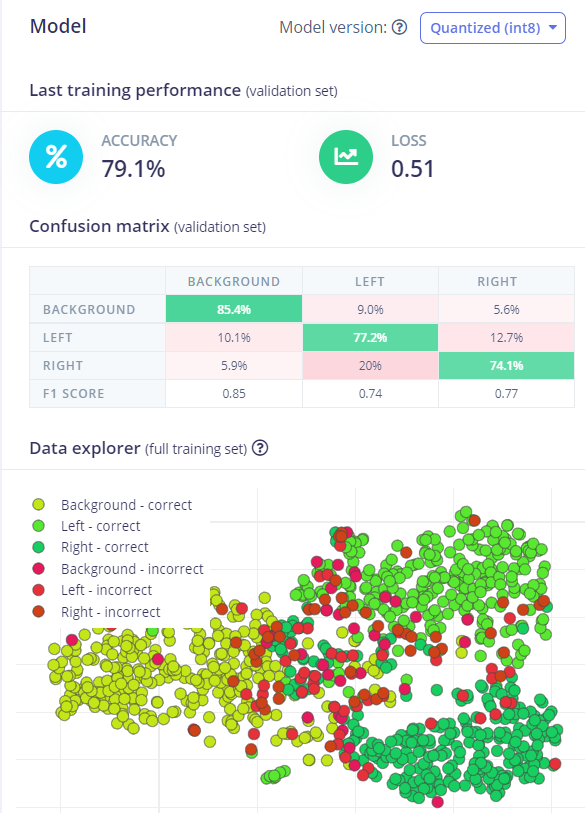 Model
Model version: Quantized (int8)
Last training performance (validation set)
%
ACCURACY
79.1%
LOSS
0.51
Confusion matrix (validation set)
BACKGROUND LEFT RIGHT
BACKGROUND 85.4% 9.0% 5.6%
LEFT 10.1% 77.2% 12.7%
RIGHT 5.9% 20% 74.1%
F1 SCORE 0.85 0.74 0.77
Data explorer (full training set)
Background - correct
Left - correct
Right - correct
Background - incorrect
Left - incorrect
Right - incorrect